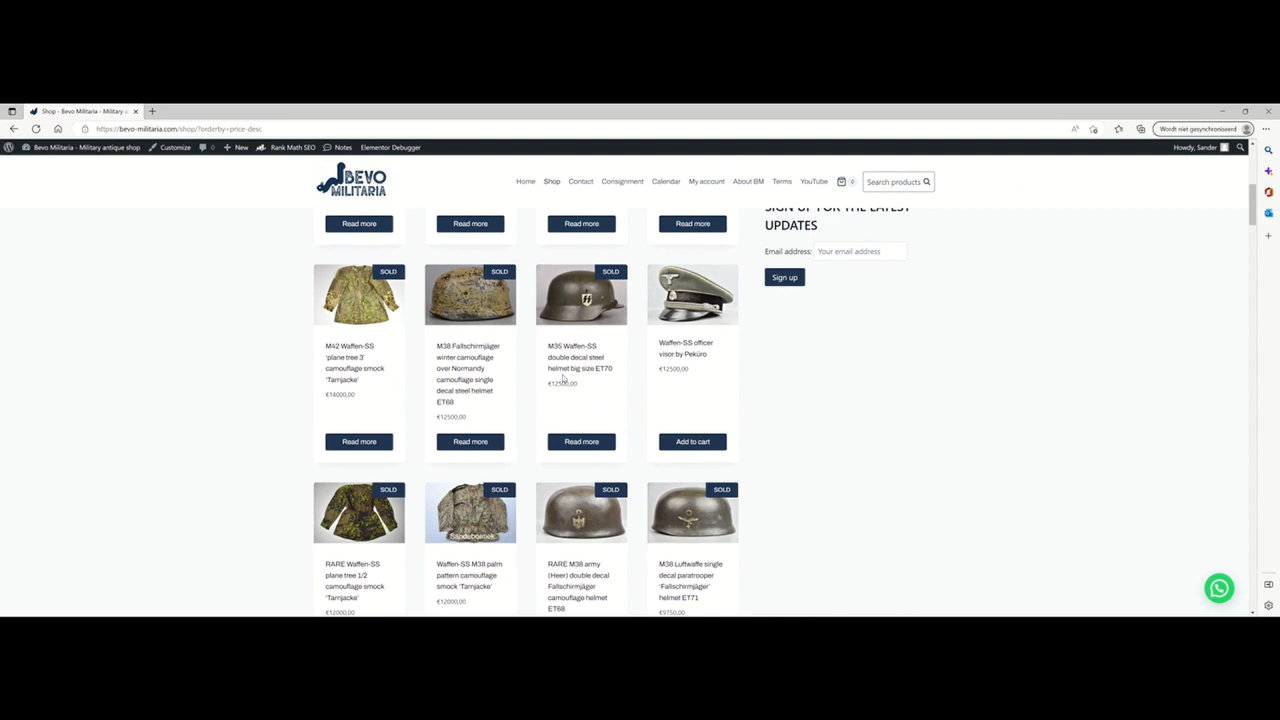 Shop - Bevo Militaria - Military a
https://bevo-militaria.com/shop/?orderby=price-desc
Wordt niet gesynchroniseerd
Bevo Militaria - Military antique shop
Customize
0
New
Rank Math SEO
Notes
Elementor Debugger
Howdy, Sander
BEVO
MILITARIA
Home
Shop
Contact
Consignment
Calendar
My account
About BM
Terms
YouTube
0
Search products
SIGN UP FOR THE LATEST
UPDATES
Email address: Your email address
Sign up
Read more
Read more
Read more
Read more
SOLD
M42 Waffen-SS
'plane tree 3'
camouflage smock
'Tarnjacke'
€14000,00
Read more
SOLD
M38 Fallschirmjäger
winter camouflage
over Normandy
camouflage single
decal steel helmet
ET68
€12500,00
Read more
SOLD
M35 Waffen-SS
double decal steel
helmet big size ET70
€12500,00
Read more
Waffen-SS officer
visor by Peküro
€12500,00
Add to cart
SOLD
RARE Waffen-SS
plane tree 1/2
camouflage smock
'Tarnjacke'
€12000,00
SOLD
Waffen-SS M38 palm
pattern camouflage
smock 'Tarnjacke'
€12000,00
SOLD
RARE M38 army
(Heer) double decal
Fallschirmjäger
camouflage helmet
ET68
SOLD
M38 Luftwaffe single
decal paratrooper
'Fallschirmjäger'
helmet ET71
€9750,00